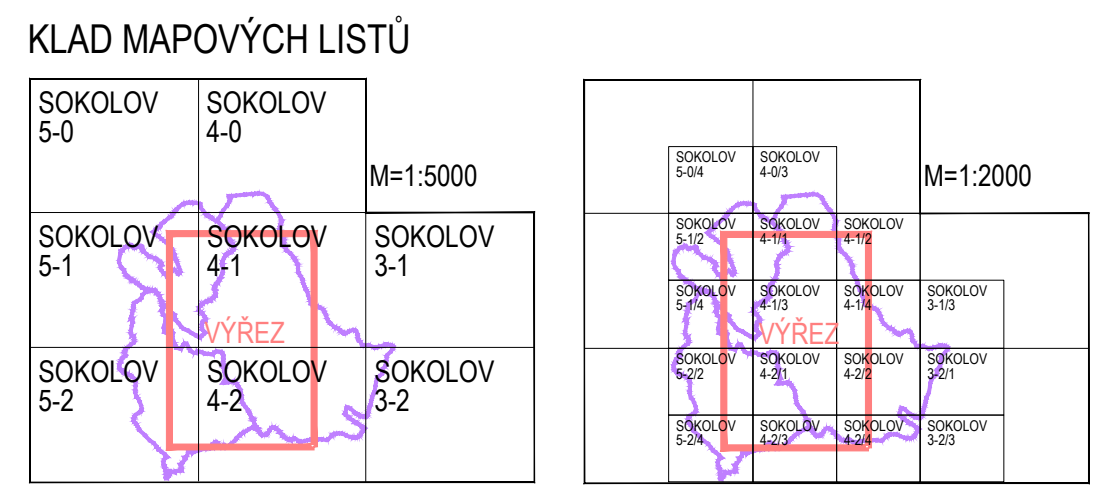 KLAD MAPOVÝCH LISTŮ
SOKOLOV
5-0
SOKOLOV
4-0
M=1:5000
SOKOLOV
5-1
SOKOLOV
4-1
SOKOLOV
3-1
VÝŘEZ
SOKOLOV
5-2
SOKOLOV
4-2
SOKOLOV
3-2
SOKOLOV
5-0/4
SOKOLOV
4-0/3
M=1:2000
SOKOLOV
5-1/2
SOKOLOV
4-1/1
SOKOLOV
4-1/2
SOKOLOV
5-1/4
SOKOLOV
4-1/3
SOKOLOV
4-1/4
SOKOLOV
3-1/3
VÝŘEZ
SOKOLOV
5-2/2
SOKOLOV
4-2/1
SOKOLOV
4-2/2
SOKOLOV
3-2/1
SOKOLOV
5-2/4
SOKOLOV
4-2/3
SOKOLOV
4-2/4
SOKOLOV
3-2/3